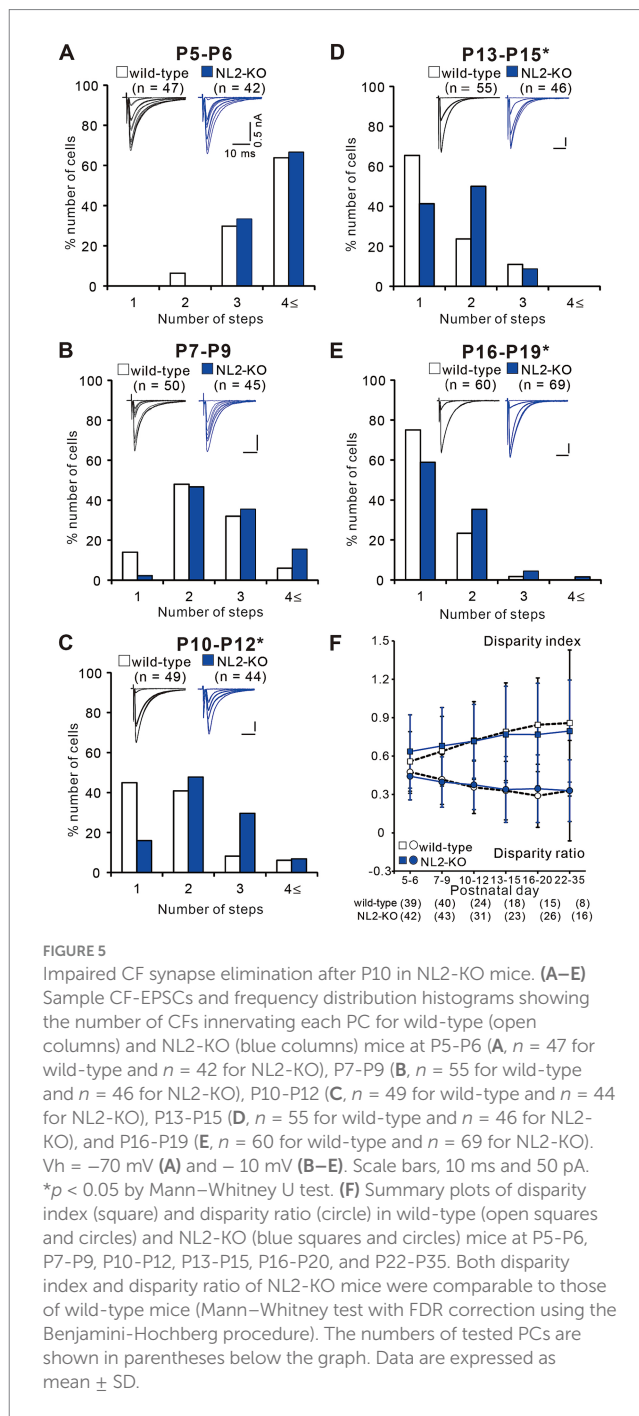 A
P5-P6
wild-type
NL2-KO
(n = 47)
(n = 42)
0.5 nA
10 ms
100
80
60
40
20
0
% number of cells
1 2 3 4≤
Number of steps
B
P7-P9
wild-type
NL2-KO
(n = 50)
(n = 45)
100
80
60
40
20
0
% number of cells
1 2 3 4≤
Number of steps
C
P10-P12*
wild-type
NL2-KO
(n = 49)
(n = 44)
100
80
60
40
20
0
% number of cells
1 2 3 4≤
Number of steps
D
P13-P15*
wild-type
NL2-KO
(n = 55)
(n = 46)
100
80
60
40
20
0
% number of cells
1 2 3 4≤
Number of steps
E
P16-P19*
wild-type
NL2-KO
(n = 60)
(n = 69)
100
80
60
40
20
0
% number of cells
1 2 3 4≤
Number of steps
F
1.5
1.2
0.9
0.6
0.3
0
-0.3
Disparity index
wild-type
NL2-KO
Disparity ratio
5-6 7-9 10-12 13-15 16-20 22-35
Postnatal day
wild-type (39) (40) (24) (18) (15) (8)
NL2-KO (42) (43) (31) (23) (26) (16)
FIGURE 5
Impaired CF synapse elimination after P10 in NL2-KO mice. (A–E)
Sample CF-EPSCs and frequency distribution histograms showing
the number of CFs innervating each PC for wild-type (open
columns) and NL2-KO (blue columns) mice at P5-P6 (A, n = 47 for
wild-type and n = 42 for NL2-KO), P7-P9 (B, n = 55 for wild-type
and n = 46 for NL2-KO), P10-P12 (C, n = 49 for wild-type and n = 44
for NL2-KO), P13-P15 (D, n = 55 for wild-type and n = 46 for NL2-
KO), and P16-P19 (E, n = 60 for wild-type and n = 69 for NL2-KO).
Vh = −70 mV (A) and − 10 mV (B–E). Scale bars, 10 ms and 50 pA.
*p < 0.05 by Mann–Whitney U test. (F) Summary plots of disparity
index (square) and disparity ratio (circle) in wild-type (open squares
and circles) and NL2-KO (blue squares and circles) mice at P5-P6,
P7-P9, P10-P12, P13-P15, P16-P20, and P22-P35. Both disparity
index and disparity ratio of NL2-KO mice were comparable to those
of wild-type mice (Mann–Whitney test with FDR correction using the
Benjamini-Hochberg procedure). The numbers of tested PCs are
shown in parentheses below the graph. Data are expressed as
mean ± SD.